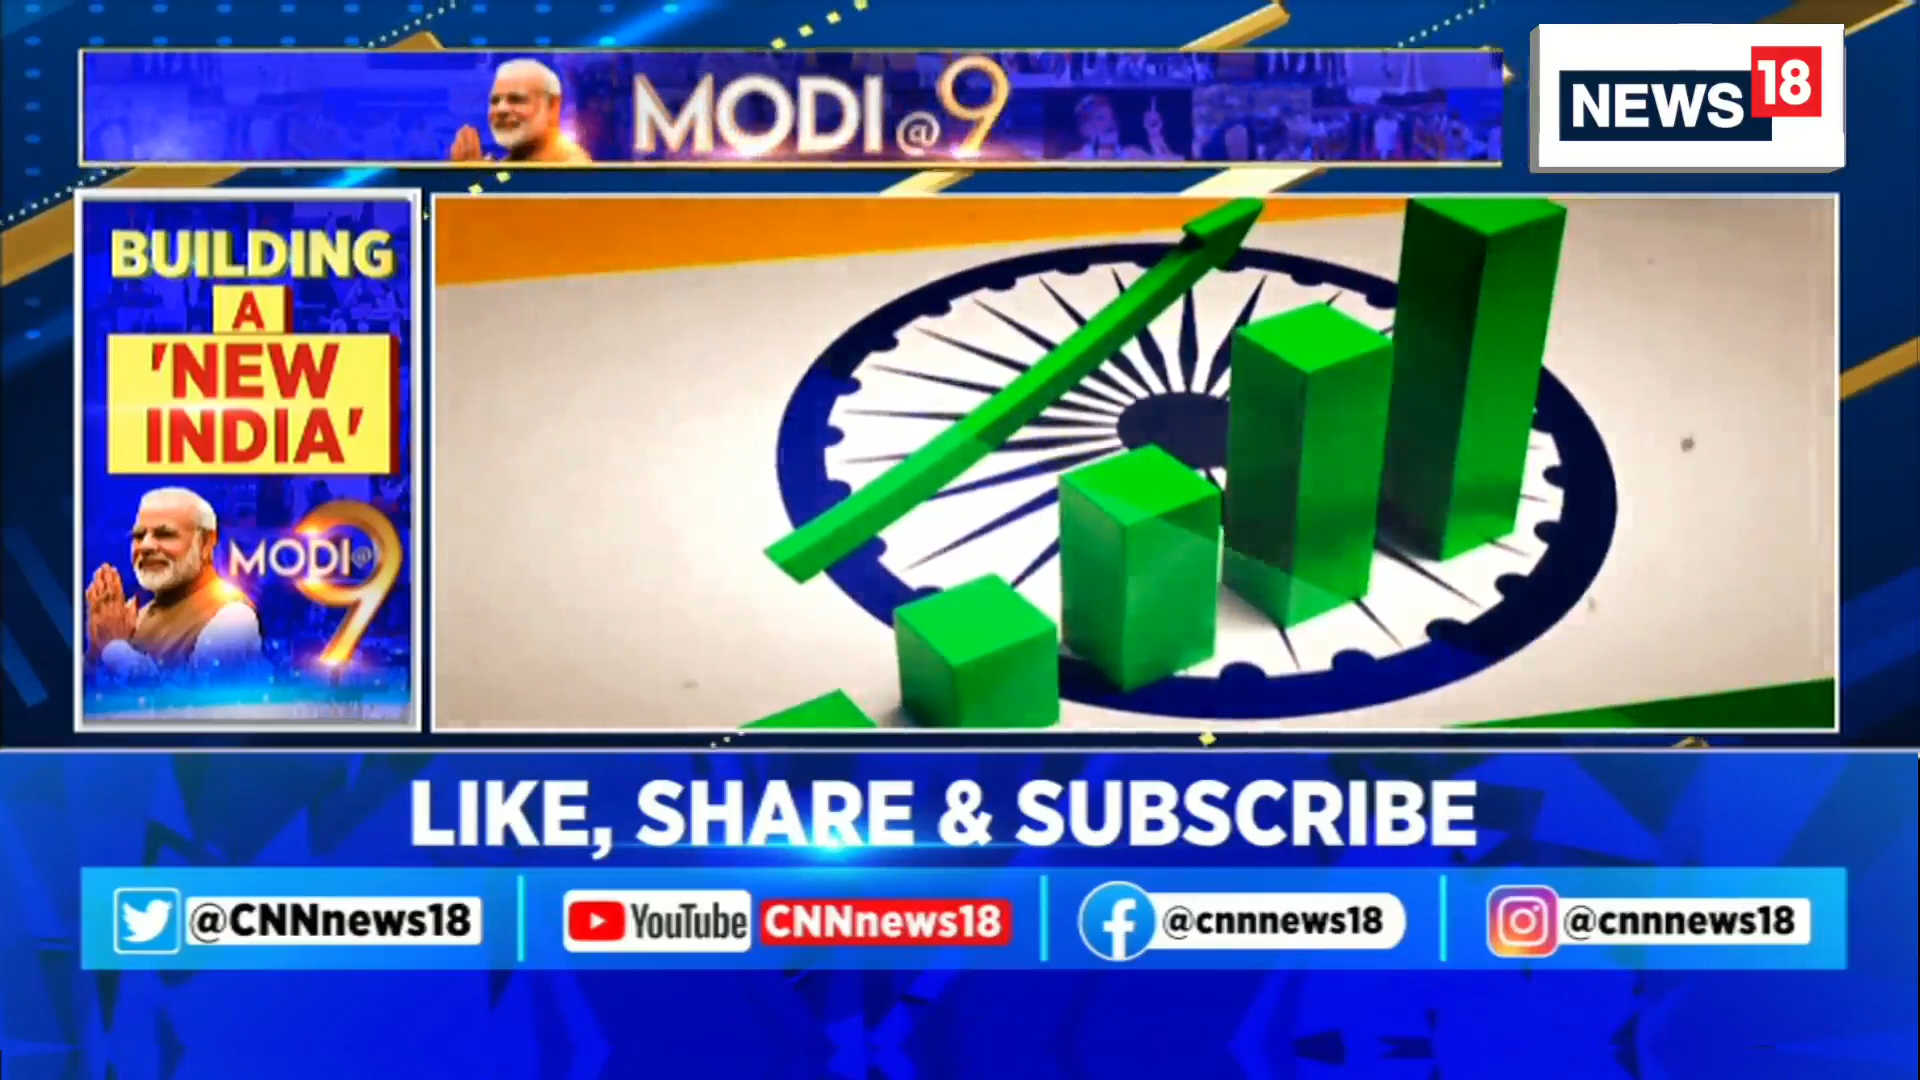 MODI@9
NEWS18
BUILDING
A
'NEW
INDIA'
MODI@9
LIKE, SHARE & SUBSCRIBE
@CNNnews18
YouTube CNNnews18
@cnnnews18
@cnnnews18